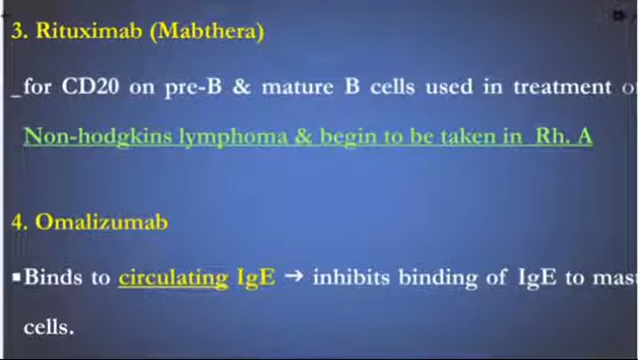 3. Rituximab (Mabthera)
_for CD20 on pre-B & mature B cells used in treatment
Non-hodgkins lymphoma & begin to be taken in Rh. A
4. Omalizumab
▪Binds to circulating IgE → inhibits binding of IgE to
cells.